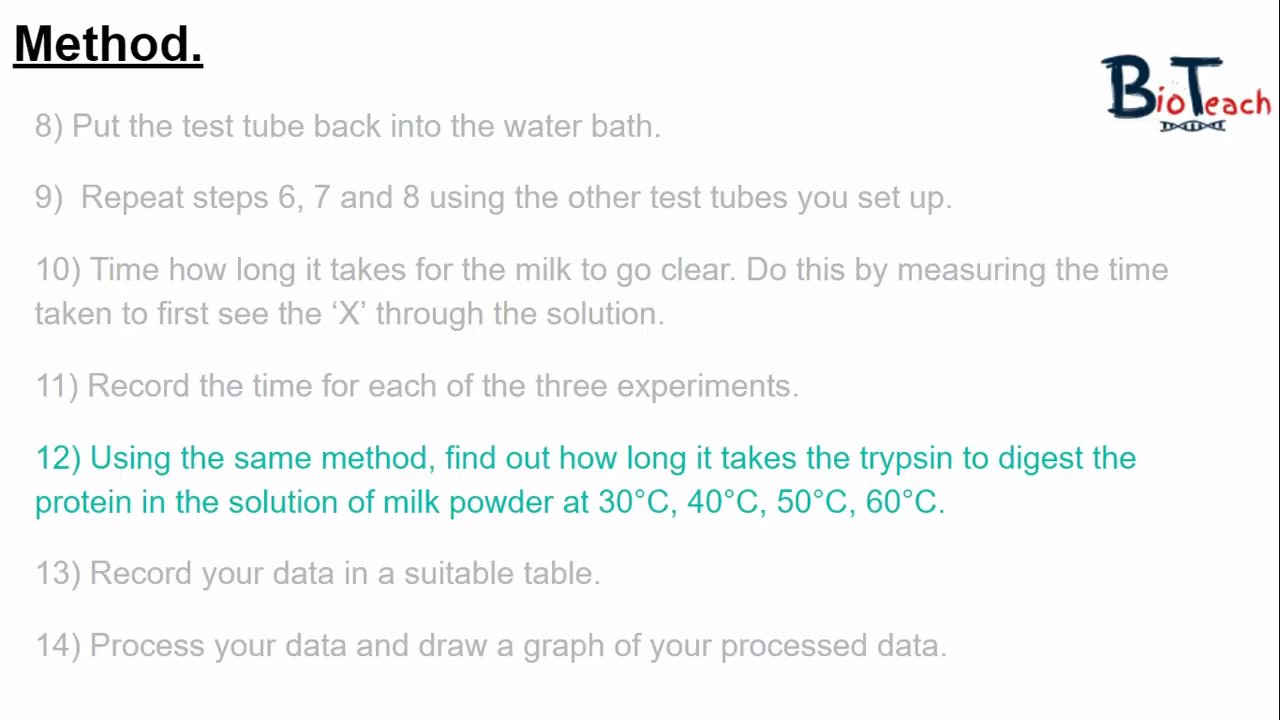 Method.
BioTeach
8) Put the test tube back into the water bath.
9)  Repeat steps 6, 7 and 8 using the other test tubes you set up.
10) Time how long it takes for the milk to go clear. Do this by measuring the time
taken to first see the ‘X’ through the solution.
11) Record the time for each of the three experiments.
12) Using the same method, find out how long it takes the trypsin to digest the
protein in the solution of milk powder at 30°C, 40°C, 50°C, 60°C.
13) Record your data in a suitable table.
14) Process your data and draw a graph of your processed data.